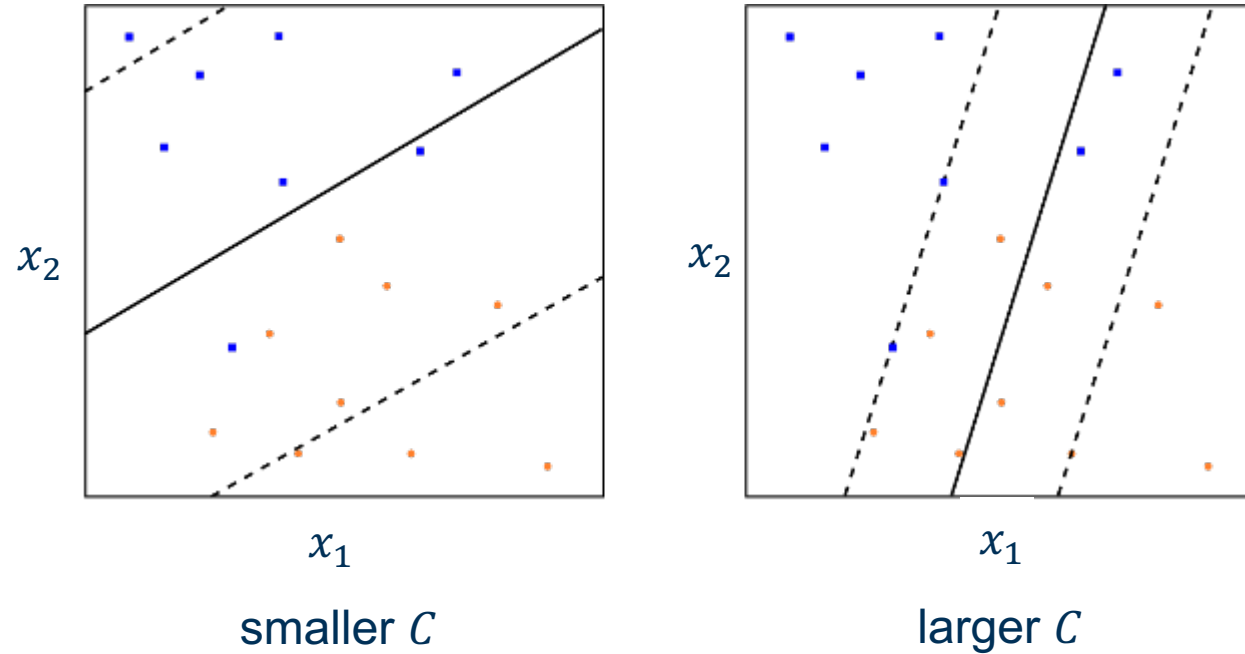 x₂
x₁
smaller C
x₂
x₁
larger C